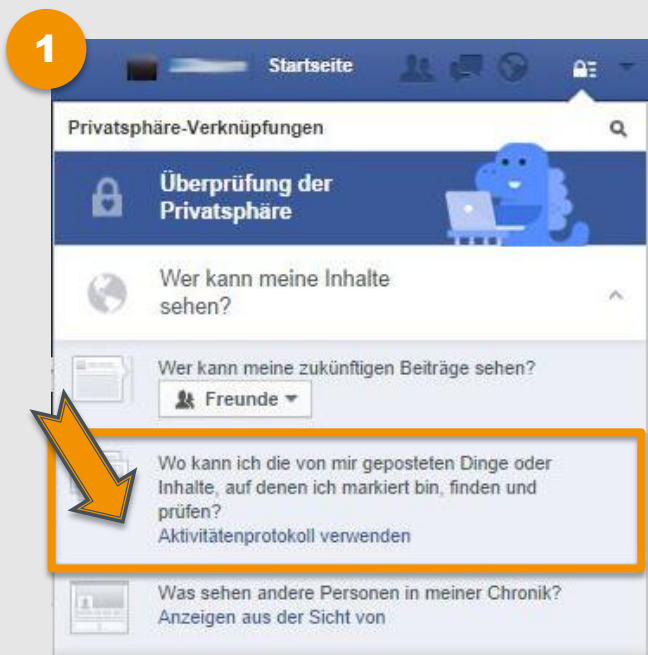 1
Startseite
Privatsphäre-Verknüpfungen
Überprüfung der
Privatsphäre
Wer kann meine Inhalte
sehen?
Wer kann meine zukünftigen Beiträge sehen?
Freunde
Wo kann ich die von mir geposteten Dinge oder
Inhalte, auf denen ich markiert bin, finden und
prüfen?
Aktivitätenprotokoll verwenden
Was sehen andere Personen in meiner Chronik?
Anzeigen aus der Sicht von